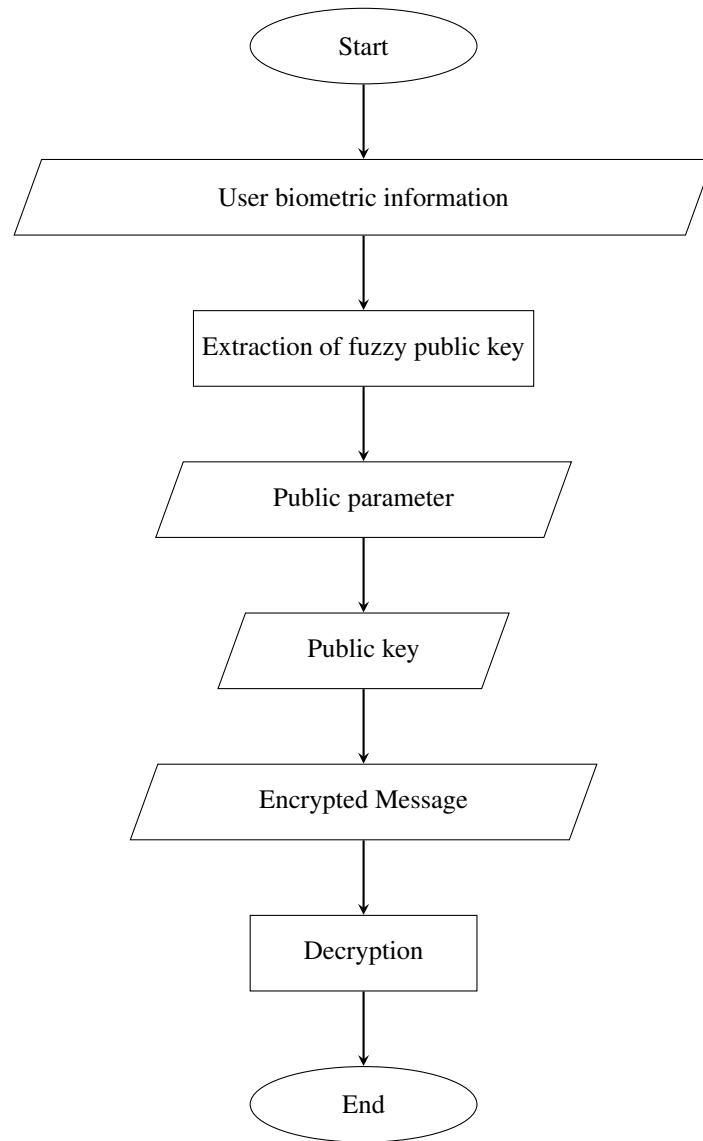 Start
User biometric information
Extraction of fuzzy public key
Public parameter
Public key
Encrypted Message
Decryption
End